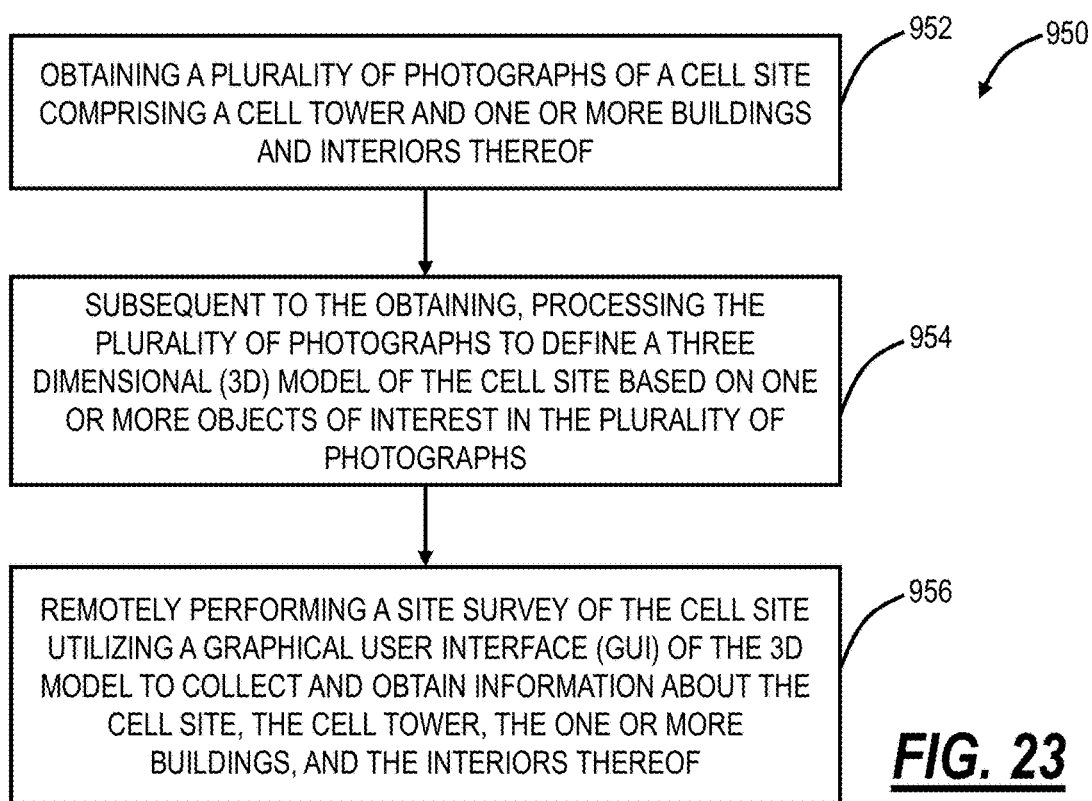 952
950
OBTAINING A PLURALITY OF PHOTOGRAPHS OF A CELL SITE
COMPRISING A CELL TOWER AND ONE OR MORE BUILDINGS
AND INTERIORS THEREOF
SUBSEQUENT TO THE OBTAINING, PROCESSING THE
PLURALITY OF PHOTOGRAPHS TO DEFINE A THREE
DIMENSIONAL (3D) MODEL OF THE CELL SITE BASED ON ONE
OR MORE OBJECTS OF INTEREST IN THE PLURALITY OF
PHOTOGRAPHS
954
REMOTELY PERFORMING A SITE SURVEY OF THE CELL SITE
UTILIZING A GRAPHICAL USER INTERFACE (GUI) OF THE 3D
MODEL TO COLLECT AND OBTAIN INFORMATION ABOUT THE
CELL SITE, THE CELL TOWER, THE ONE OR MORE
BUILDINGS, AND THE INTERIORS THEREOF
956
FIG. 23